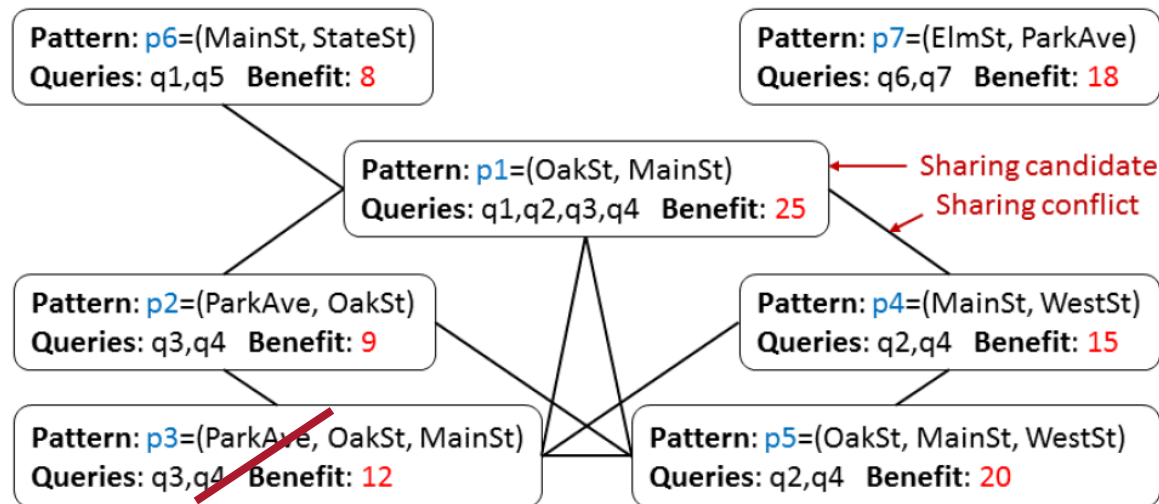 Pattern: p6=(MainSt, StateSt)
Queries: q1,q5 Benefit: 8
Pattern: p7=(ElmSt, ParkAve)
Queries: q6,q7 Benefit: 18
Pattern: p1=(OakSt, MainSt)
Queries: q1,q2,q3,q4 Benefit: 25
Sharing candidate
Sharing conflict
Pattern: p2=(ParkAve, OakSt)
Queries: q3,q4 Benefit: 9
Pattern: p4=(MainSt, WestSt)
Queries: q2,q4 Benefit: 15
Pattern: p3=(ParkAve, OakSt, MainSt)
Queries: q3,q4 Benefit: 12
Pattern: p5=(OakSt, MainSt, WestSt)
Queries: q2,q4 Benefit: 20